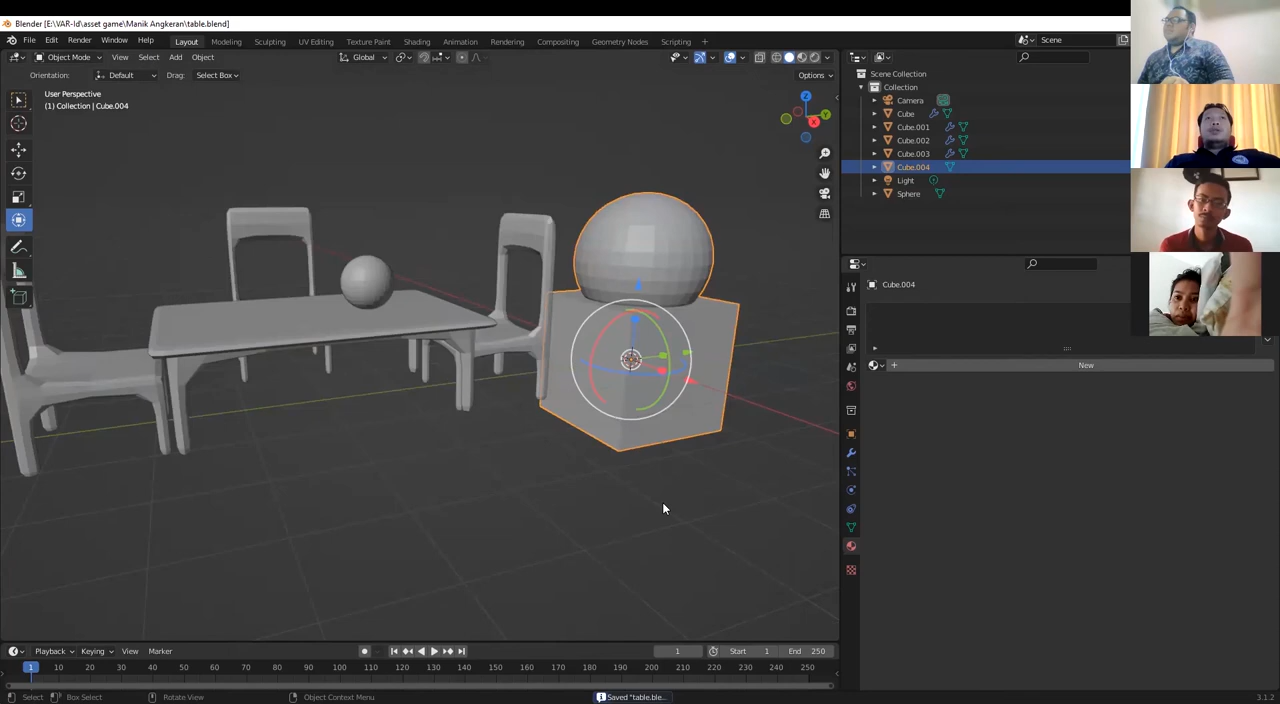 Blender [E:\VAR-Id\asset game\Manik Angkeran\table.blend]
File Edit Render Window Help Layout Modeling Sculpting UV Editing Texture Paint Shading Animation Rendering Compositing Geometry Nodes Scripting + Scene
Object Mode View Select Add Object Global
Orientation: Default Drag: Select Box Options
User Perspective
(1) Collection | Cube.004
Z
Y
X
Scene Collection
Collection
Camera
Cube
Cube.001
Cube.002
Cube.003
Cube.004
Light
Sphere
Cube.004
+ New
Playback Keying View Marker 1 Start 1 End 250
1 10 20 30 40 50 60 70 80 90 100 110 120 130 140 150 160 170 180 190 200 210 220 230 240 250
Select Box Select Rotate View Object Context Menu Saved "table.ble... 3.1.2